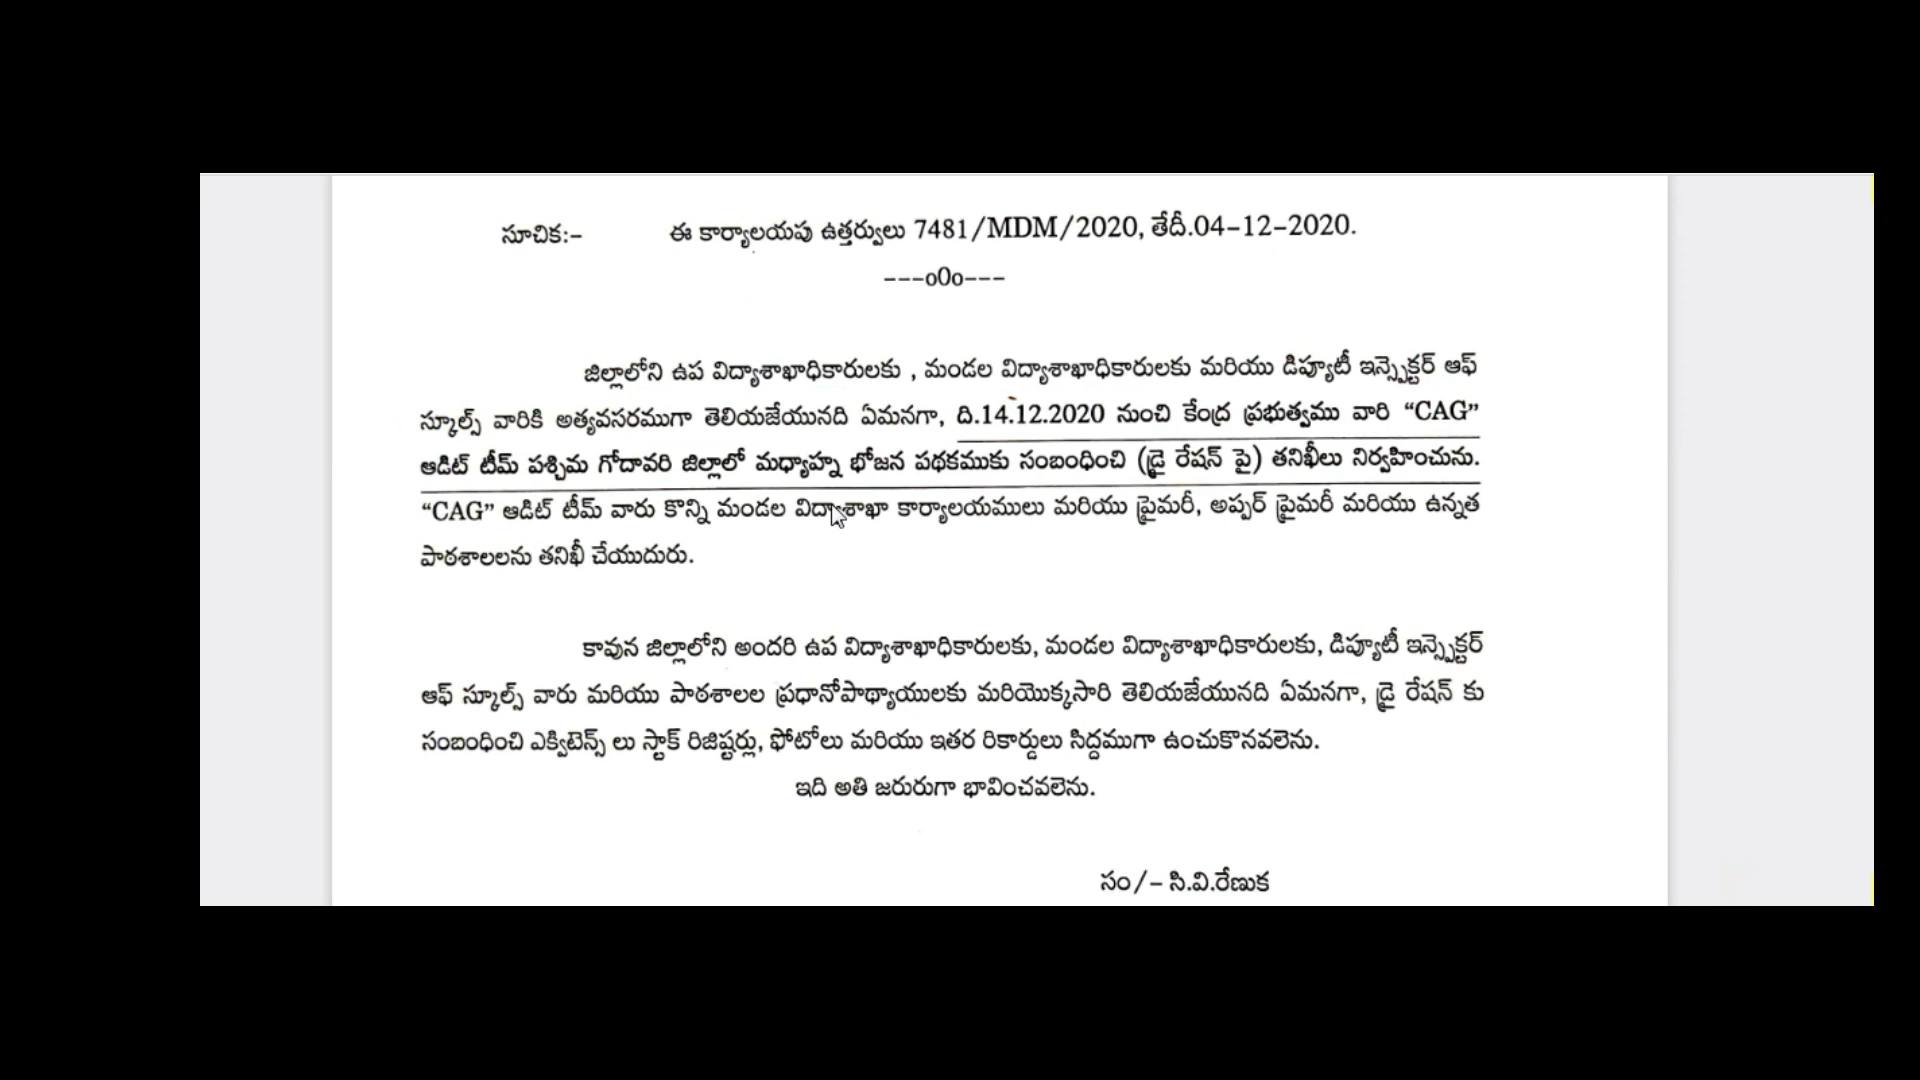 సూచిక:– ఈ కార్యాలయపు ఉత్తర్వులు 7481/MDM/2020, తేదీ.04–12–2020.
–––o0o–––
జిల్లాలోని ఉప విద్యాశాఖాధికారులకు , మండల విద్యాశాఖాధికారులకు మరియు డిప్యూటీ ఇన్స్పెక్టర్ ఆఫ్
స్కూల్స్ వారికి అత్యవసరముగా తెలియజేయునది ఏమనగా, ది.14.12.2020 నుంచి కేంద్ర ప్రభుత్వము వారి “CAG”
ఆడిట్ టీమ్ పశ్చిమ గోదావరి జిల్లాలో మధ్యాహ్న భోజన పథకముకు సంబంధించి (డ్రై రేషన్ పై) తనిఖీలు నిర్వహించును.
“CAG” ఆడిట్ టీమ్ వారు కొన్ని మండల విద్యాశాఖా కార్యాలయములు మరియు ప్రైమరీ, అప్పర్ ప్రైమరీ మరియు ఉన్నత
పాఠశాలలను తనిఖీ చేయుదురు.
కావున జిల్లాలోని అందరి ఉప విద్యాశాఖాధికారులకు, మండల విద్యాశాఖాధికారులకు, డిప్యూటీ ఇన్స్పెక్టర్
ఆఫ్ స్కూల్స్ వారు మరియు పాఠశాలల ప్రధానోపాథ్యాయులకు మరియొక్కసారి తెలియజేయునది ఏమనగా, డ్రై రేషన్ కు
సంబంధించి ఎక్విటెన్స్ లు స్టాక్ రిజిష్టర్లు, ఫోటోలు మరియు ఇతర రికార్డులు సిద్దముగా ఉంచుకొనవలెను.
ఇది అతి జరురుగా భావించవలెను.
సం/– సి.వి.రేణుక